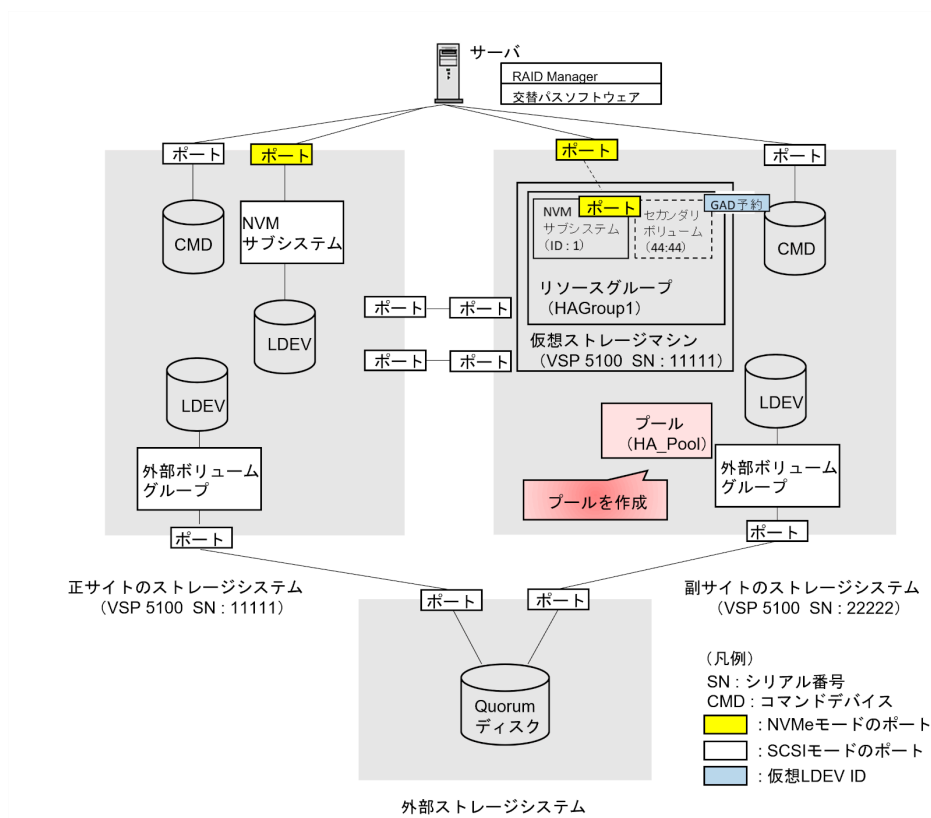 サーバ
RAID Manager
交替パスソフトウェア
ポート
ポート
ポート
ポート
CMD
NVM
サブシステム
LDEV
LDEV
外部ボリューム
グループ
ポート
ポート
ポート
ポート
ポート
NVM
サブシステム
(ID : 1)
ポート
セカンダリ
ボリューム
(44:44)
GAD予約
CMD
リソースグループ
(HAGroup1)
仮想ストレージマシン
(VSP 5100 SN : 11111)
プール
(HA_Pool)
プールを作成
LDEV
外部ボリューム
グループ
ポート
正サイトのストレージシステム
(VSP 5100 SN : 11111)
副サイトのストレージシステム
(VSP 5100 SN : 22222)
ポート
ポート
Quorum
ディスク
外部ストレージシステム
(凡例)
SN : シリアル番号
CMD : コマンドデバイス
: NVMeモードのポート
: SCSIモードのポート
: 仮想LDEV ID